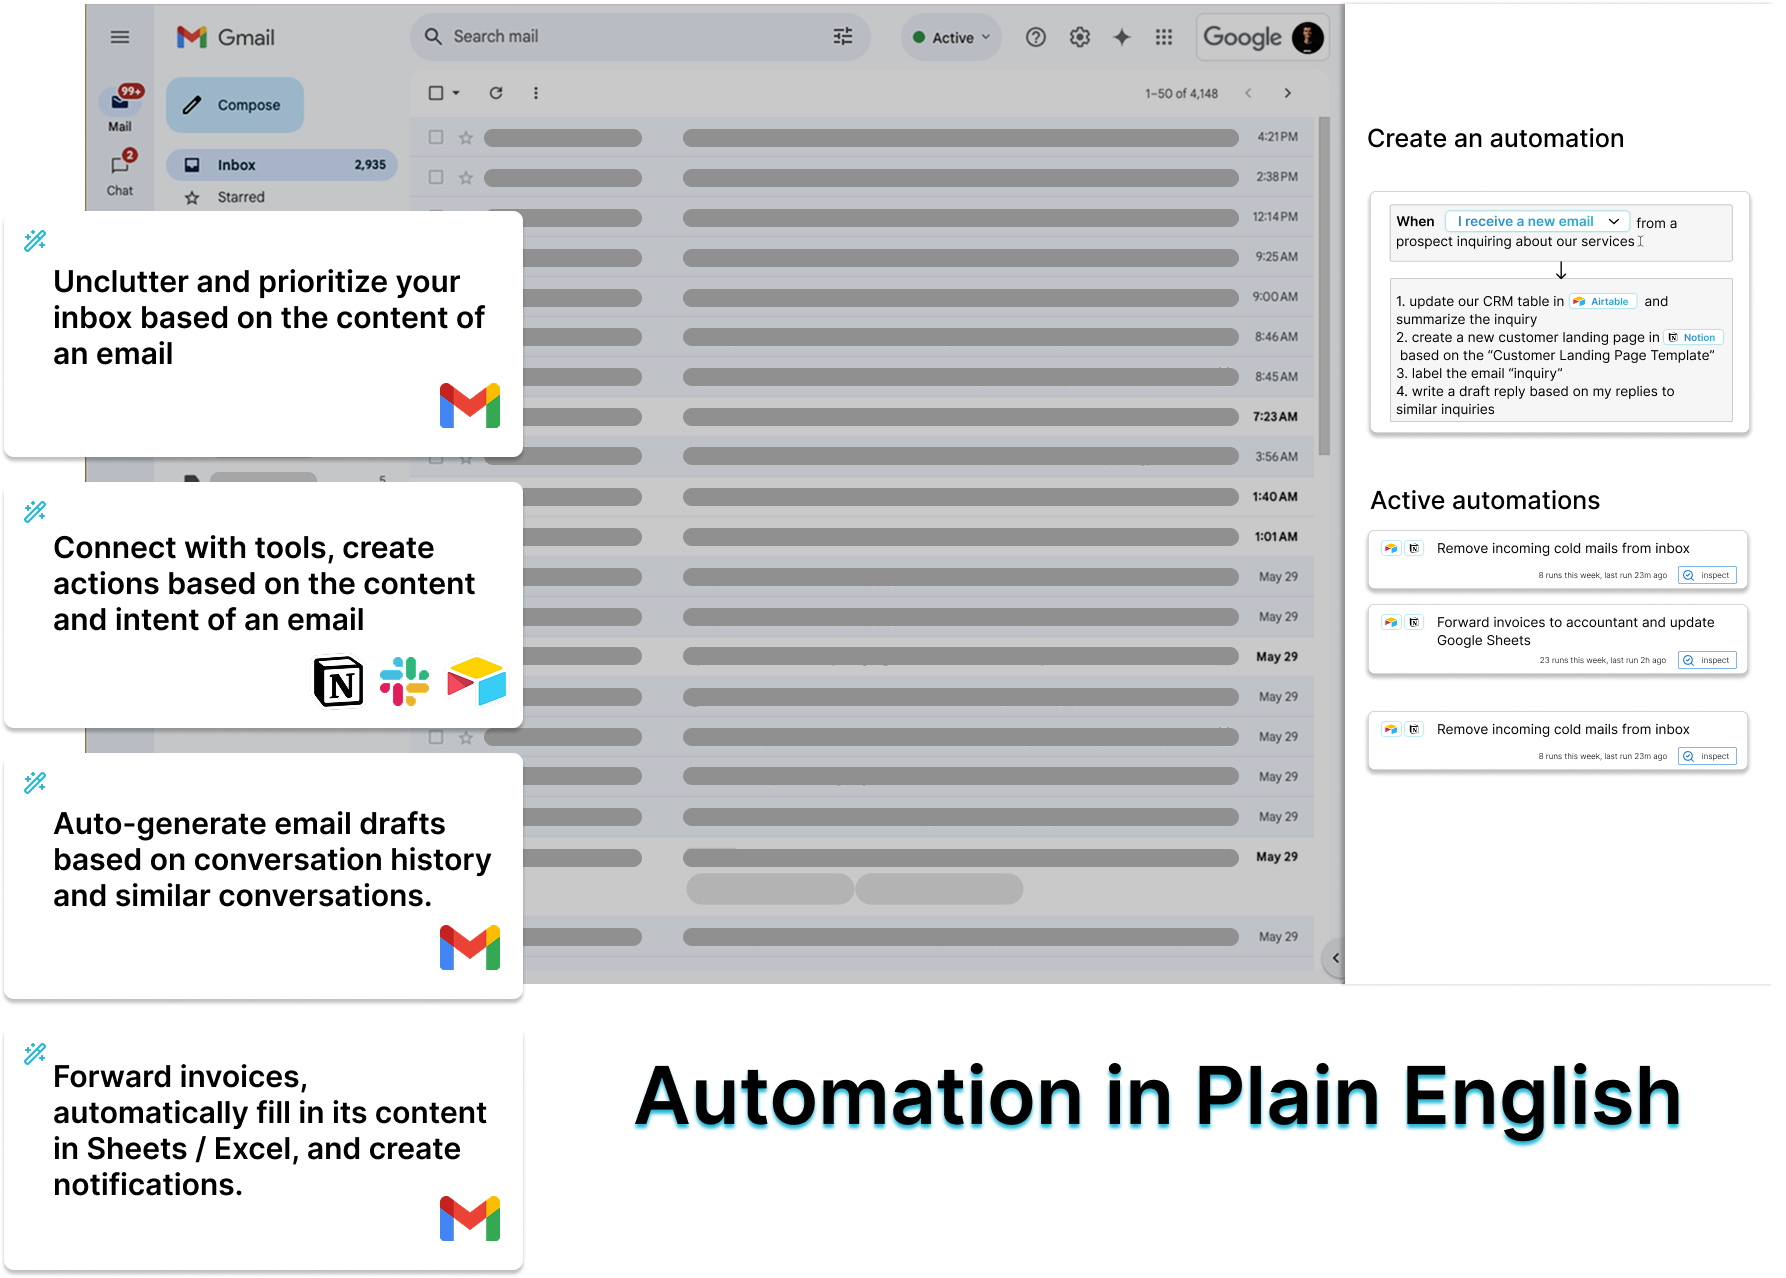 Gmail
Search mail
Active
Google
99+
Mail
Compose
1–50 of 4,148
2
Chat
Inbox 2,935
Starred
4:21 PM
2:38 PM
12:14 PM
9:25 AM
9:00 AM
8:46 AM
8:45 AM
7:23 AM
3:56 AM
1:40 AM
1:01 AM
May 29
May 29
May 29
May 29
May 29
May 29
May 29
May 29
May 29
5
Unclutter and prioritize your
inbox based on the content of
an email
Connect with tools, create
actions based on the content
and intent of an email
N
Auto-generate email drafts
based on conversation history
and similar conversations.
Forward invoices,
automatically fill in its content
in Sheets / Excel, and create
notifications.
Create an automation
When I receive a new email from a
prospect inquiring about our services
1. update our CRM table in Airtable and
summarize the inquiry
2. create a new customer landing page in Notion
based on the “Customer Landing Page Template”
3. label the email “inquiry“
4. write a draft reply based on my replies to
similar inquiries
Active automations
Remove incoming cold mails from inbox
8 runs this week, last run 23m ago inspect
Forward invoices to accountant and update
Google Sheets
23 runs this week, last run 2h ago inspect
Remove incoming cold mails from inbox
8 runs this week, last run 23m ago inspect
Automation in Plain English